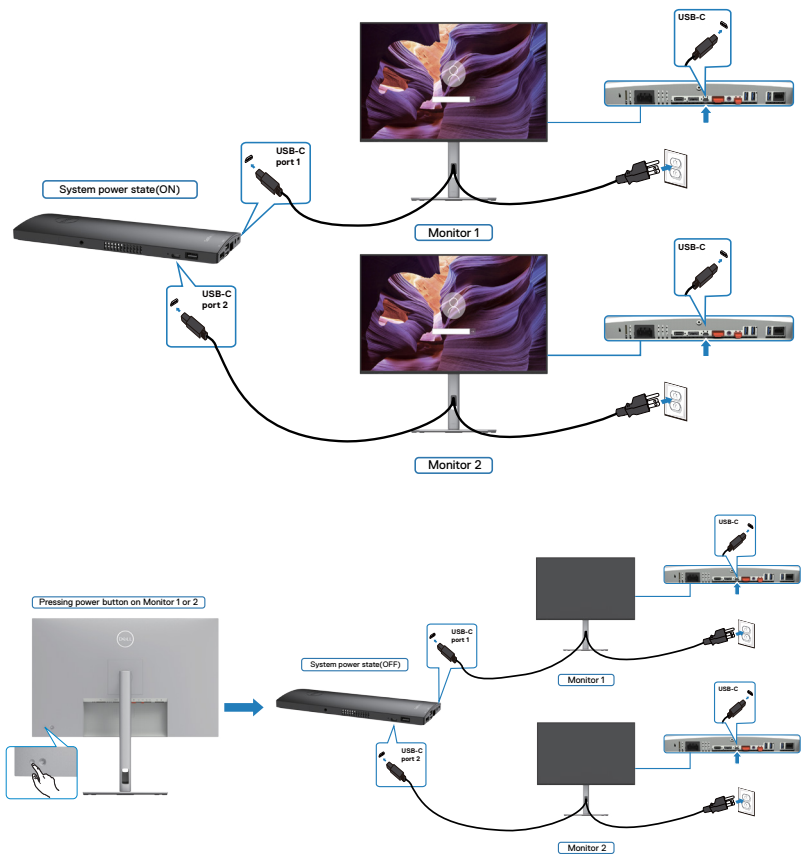 USB-C
USB-C
port 1
System power state(ON)
Monitor 1
USB-C
USB-C
port 2
Monitor 2
USB-C
Pressing power button on Monitor 1 or 2
DELL
USB-C
port 1
System power state(OFF)
Monitor 1
USB-C
USB-C
port 2
Monitor 2